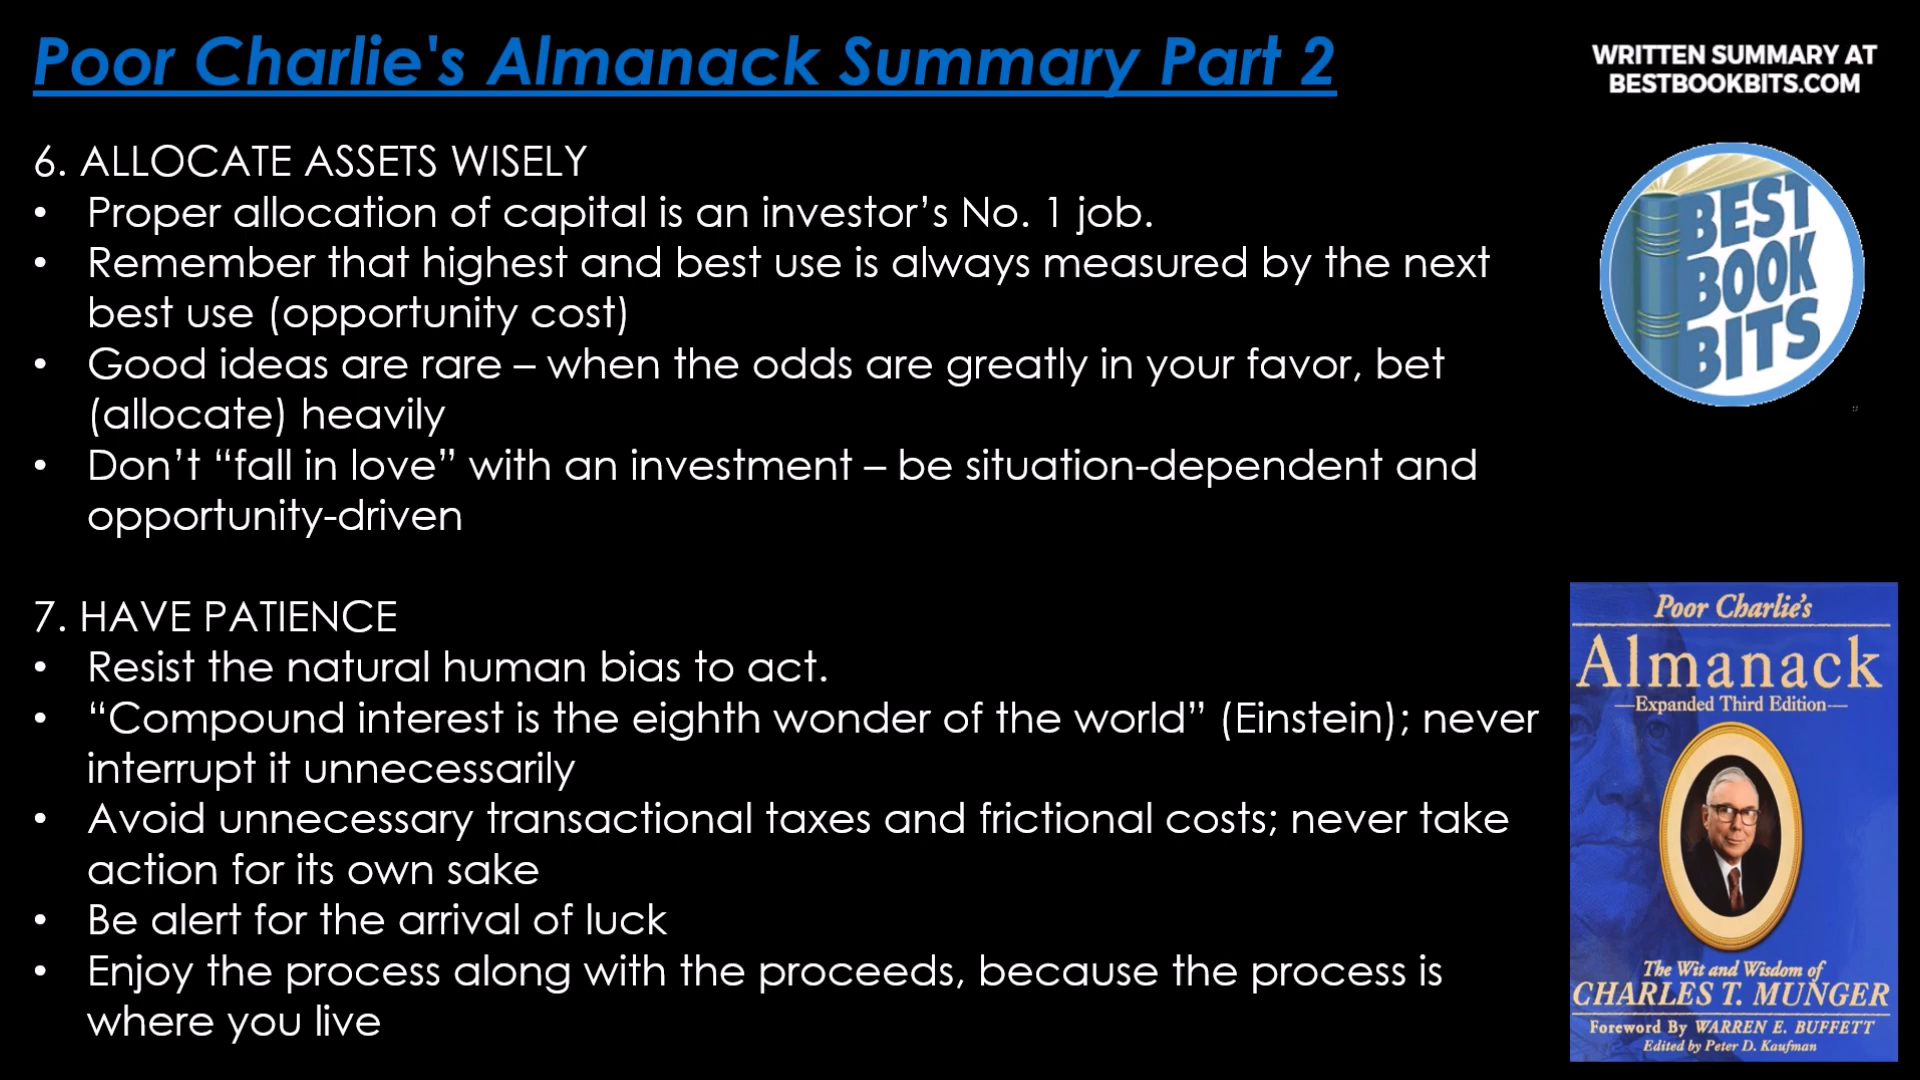 Poor Charlie's Almanack Summary Part 2
WRITTEN SUMMARY AT
BESTBOOKBITS.COM
6. ALLOCATE ASSETS WISELY
• Proper allocation of capital is an investor’s No. 1 job.
• Remember that highest and best use is always measured by the next
best use (opportunity cost)
• Good ideas are rare – when the odds are greatly in your favor, bet
(allocate) heavily
• Don’t “fall in love” with an investment – be situation-dependent and
opportunity-driven
BEST
BOOK
BITS
7. HAVE PATIENCE
• Resist the natural human bias to act.
• “Compound interest is the eighth wonder of the world” (Einstein); never
interrupt it unnecessarily
• Avoid unnecessary transactional taxes and frictional costs; never take
action for its own sake
• Be alert for the arrival of luck
• Enjoy the process along with the proceeds, because the process is
where you live
Poor Charlie's
Almanack
—Expanded Third Edition—
The Wit and Wisdom of
CHARLES T. MUNGER
Foreword By WARREN E. BUFFETT
Edited by Peter D. Kaufman